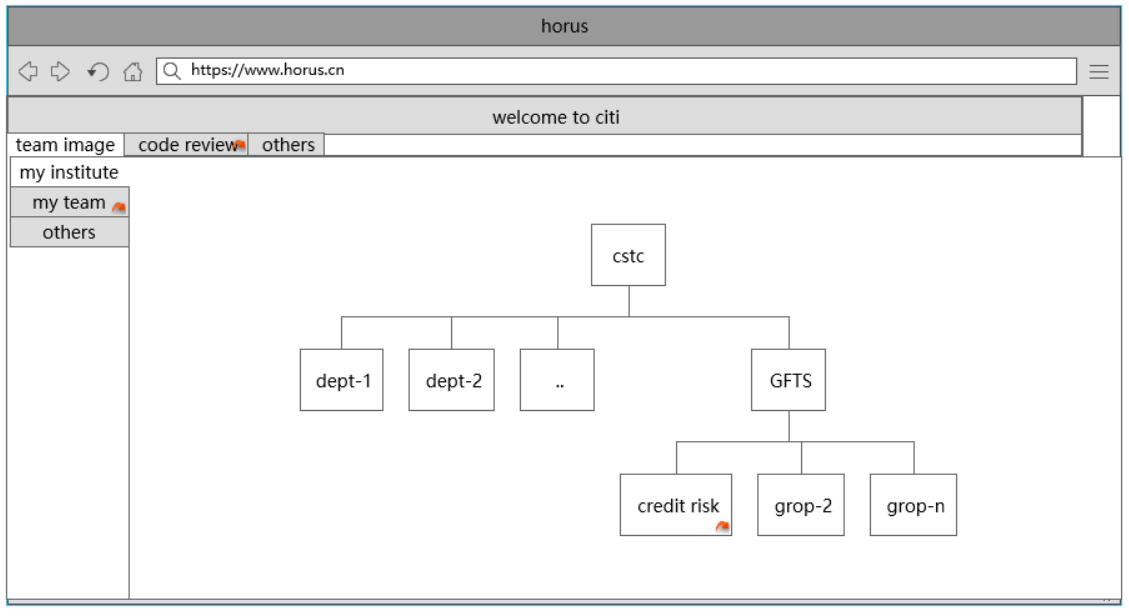 horus
https://www.horus.cn
welcome to citi
team image code review others
my institute
my team
others
cstc
dept-1 dept-2 .. GFTS
credit risk grop-2 grop-n